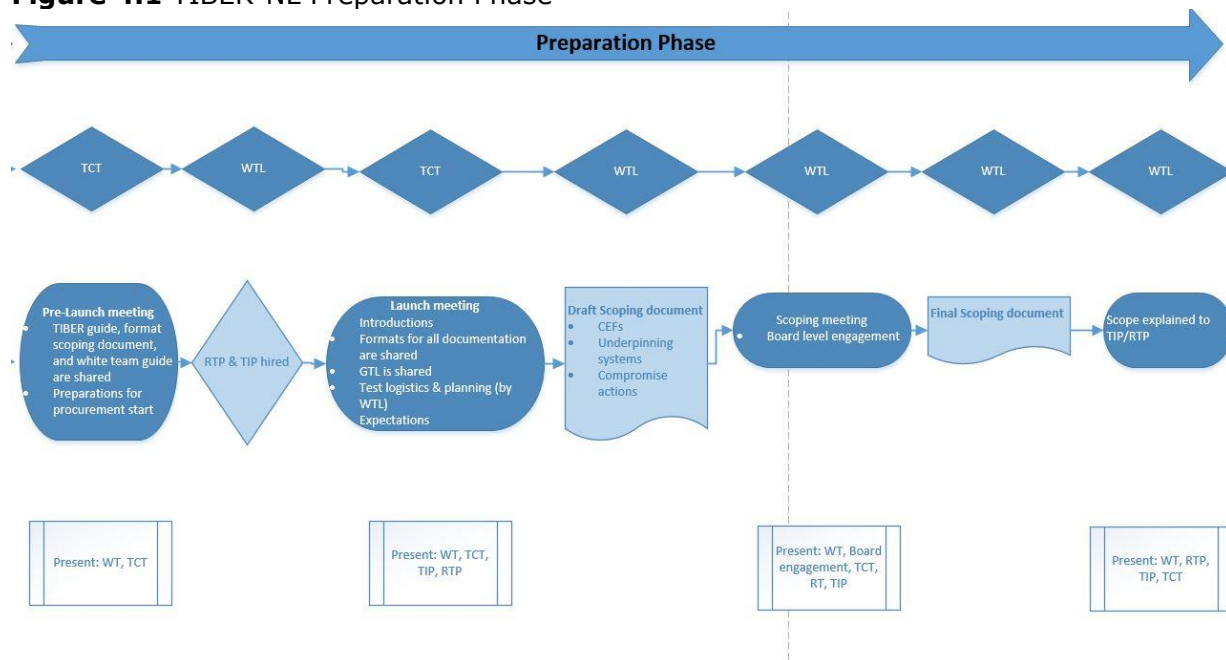 Figure 4.1 TIBER-NL Preparation Phase
Preparation Phase
TCT
WTL
TCT
WTL
WTL
WTL
WTL
Pre-Launch meeting
• TIBER guide, format
scoping document,
and white team guide
are shared
• Preparations for
procurement start
RTP & TIP hired
Launch meeting
Introductions
• Formats for all documentation
are shared
• GTL is shared
• Test logistics & planning (by
WTL)
Expectations
Draft Scoping document
• CEFs
• Underpinning
systems
• Compromise
actions
Scoping meeting
• Board level engagement
Final Scoping document
Scope explained to
TIP/RTP
Present: WT, TCT
Present: WT, TCT,
TIP, RTP
Present: WT, Board
engagement, TCT,
RT, TIP
Present: WT, RTP,
TIP, TCT